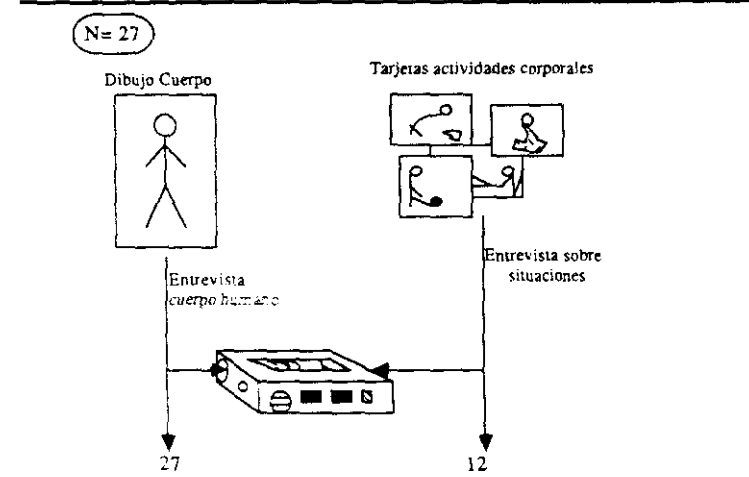 N= 27
Dibujo Cuerpo
Tarjetas actividades corporales
Entrevista
cuerpo humano
Entrevista sobre
situaciones
27
12